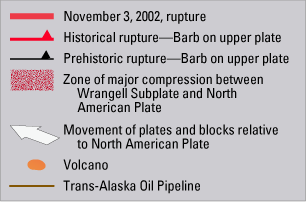 November 3, 2002, rupture
Historical rupture—Barb on upper plate
Prehistoric rupture—Barb on upper plate
Zone of major compression between
Wrangell Subplate and North
American Plate
Movement of plates and blocks relative
to North American Plate
Volcano
Trans-Alaska Oil Pipeline